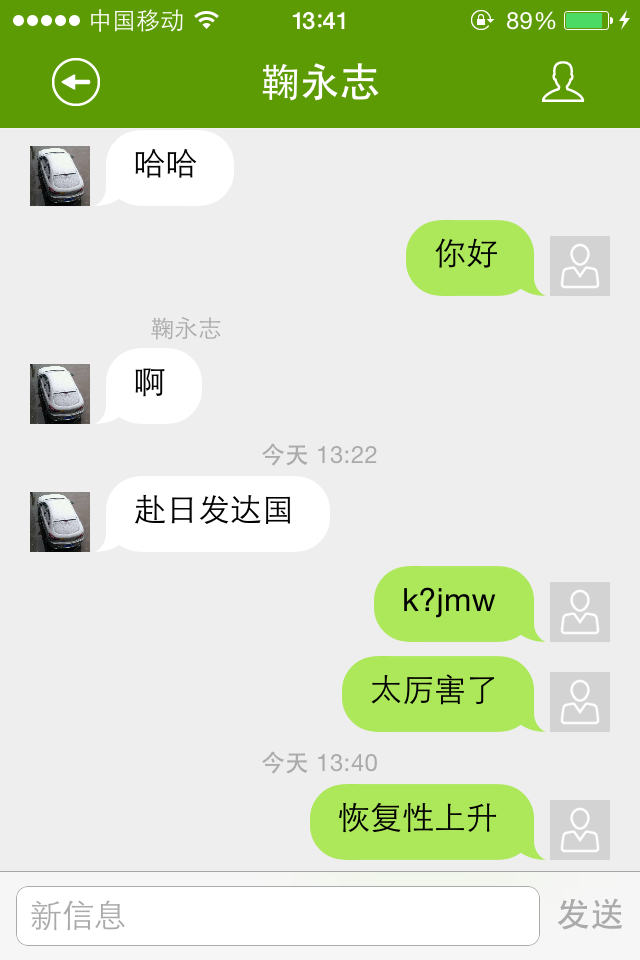 中国移动 13:41 89%
鞠永志
哈哈
你好
鞠永志
啊
今天 13:22
赴日发达国
k?jmw
太厉害了
今天 13:40
恢复性上升
新信息 发送